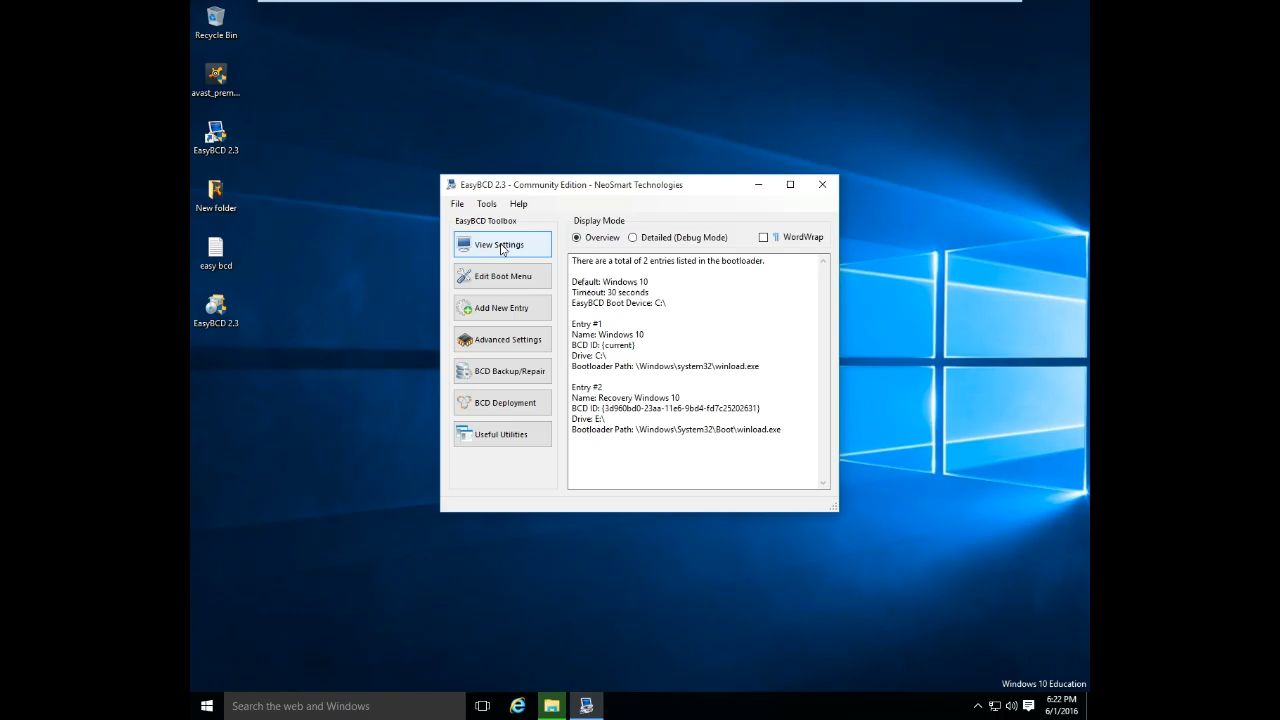 Recycle Bin
avast_prem...
EasyBCD 2.3
New folder
easy bcd
EasyBCD 2.3
EasyBCD 2.3 - Community Edition - NeoSmart Technologies
File Tools Help
EasyBCD Toolbox
View Settings
Edit Boot Menu
Add New Entry
Advanced Settings
BCD Backup/Repair
BCD Deployment
Useful Utilities
Display Mode
Overview Detailed (Debug Mode) WordWrap
There are a total of 2 entries listed in the bootloader.
Default: Windows 10
Timeout: 30 seconds
EasyBCD Boot Device: C:\
Entry #1
Name: Windows 10
BCD ID: {current}
Drive: C:\
Bootloader Path: \Windows\system32\winload.exe
Entry #2
Name: Recovery Windows 10
BCD ID: {3d960bd0-23aa-11e6-9bd4-fd7c25202631}
Drive: E:\
Bootloader Path: \Windows\System32\Boot\winload.exe
Windows 10 Education
Search the web and Windows
6:22 PM
6/1/2016